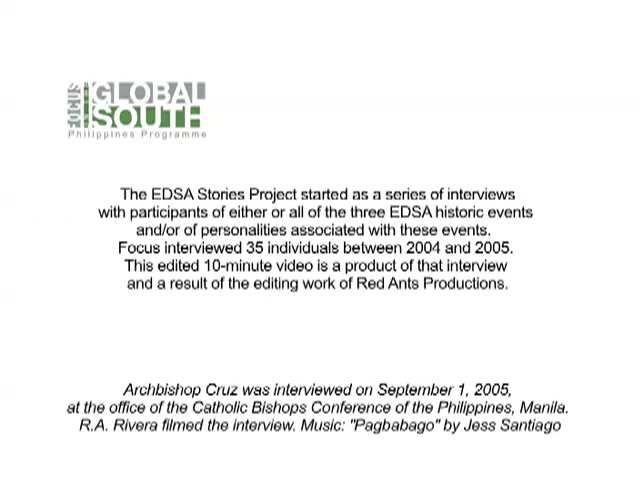 FOCUS
GLOBAL
SOUTH
Philippines Programme
The EDSA Stories Project started as a series of interviews
with participants of either or all of the three EDSA historic events
and/or of personalities associated with these events.
Focus interviewed 35 individuals between 2004 and 2005.
This edited 10-minute video is a product of that interview
and a result of the editing work of Red Ants Productions.
Archbishop Cruz was interviewed on September 1, 2005,
at the office of the Catholic Bishops Conference of the Philippines, Manila.
R.A. Rivera filmed the interview. Music: "Pagbabago" by Jess Santiago